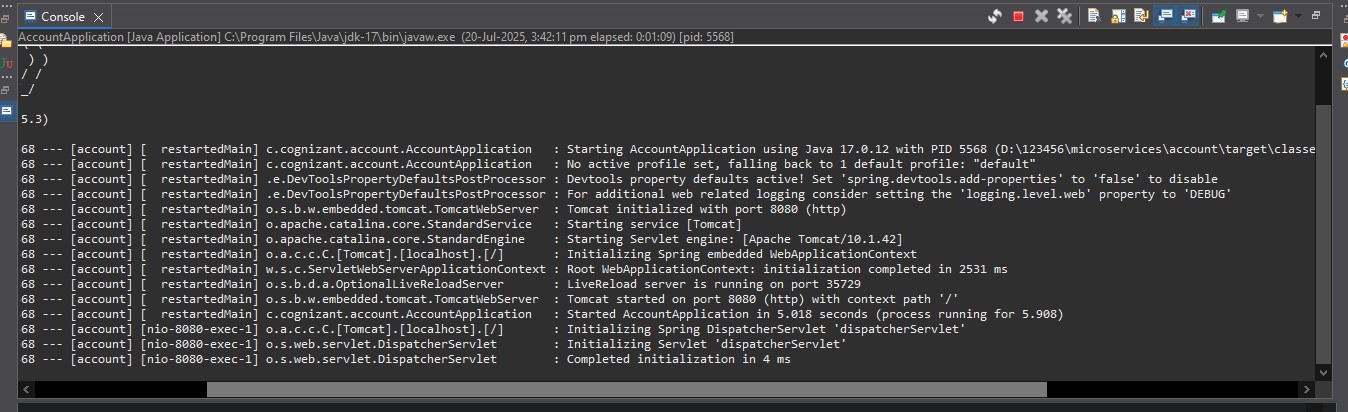 Console
AccountApplication [Java Application] C:\Program Files\Java\jdk-17\bin\javaw.exe (20-Jul-2025, 3:42:11 pm elapsed: 0:01:09) [pid: 5568]
\ \
) )
/ /
_/
5.3)
68 --- [account] [  restartedMain] c.cognizant.account.AccountApplication   : Starting AccountApplication using Java 17.0.12 with PID 5568 (D:\123456\microservices\account\target\classe
68 --- [account] [  restartedMain] c.cognizant.account.AccountApplication   : No active profile set, falling back to 1 default profile: "default"
68 --- [account] [  restartedMain] .e.DevToolsPropertyDefaultsPostProcessor : Devtools property defaults active! Set 'spring.devtools.add-properties' to 'false' to disable
68 --- [account] [  restartedMain] .e.DevToolsPropertyDefaultsPostProcessor : For additional web related logging consider setting the 'logging.level.web' property to 'DEBUG'
68 --- [account] [  restartedMain] o.s.b.w.embedded.tomcat.TomcatWebServer  : Tomcat initialized with port 8080 (http)
68 --- [account] [  restartedMain] o.apache.catalina.core.StandardService   : Starting service [Tomcat]
68 --- [account] [  restartedMain] o.apache.catalina.core.StandardEngine    : Starting Servlet engine: [Apache Tomcat/10.1.42]
68 --- [account] [  restartedMain] o.a.c.c.C.[Tomcat].[localhost].[/]       : Initializing Spring embedded WebApplicationContext
68 --- [account] [  restartedMain] w.s.c.ServletWebServerApplicationContext : Root WebApplicationContext: initialization completed in 2531 ms
68 --- [account] [  restartedMain] o.s.b.d.a.OptionalLiveReloadServer       : LiveReload server is running on port 35729
68 --- [account] [  restartedMain] o.s.b.w.embedded.tomcat.TomcatWebServer  : Tomcat started on port 8080 (http) with context path '/'
68 --- [account] [  restartedMain] c.cognizant.account.AccountApplication   : Started AccountApplication in 5.018 seconds (process running for 5.908)
68 --- [account] [nio-8080-exec-1] o.a.c.c.C.[Tomcat].[localhost].[/]       : Initializing Spring DispatcherServlet 'dispatcherServlet'
68 --- [account] [nio-8080-exec-1] o.s.web.servlet.DispatcherServlet        : Initializing Servlet 'dispatcherServlet'
68 --- [account] [nio-8080-exec-1] o.s.web.servlet.DispatcherServlet        : Completed initialization in 4 ms